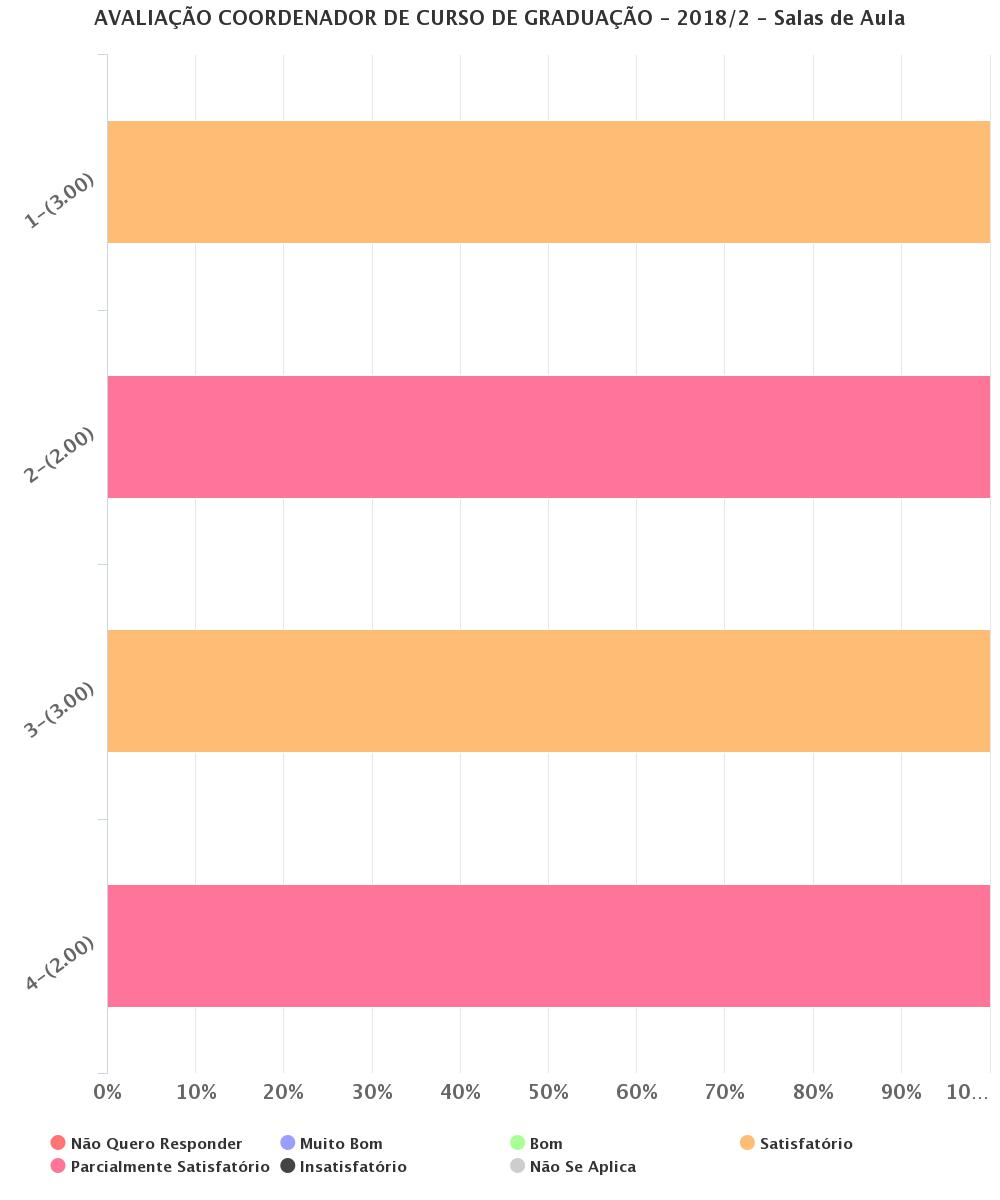 AVALIAÇÃO COORDENADOR DE CURSO DE GRADUAÇÃO - 2018/2 - Salas de Aula
1-(3.00)
2-(2.00)
3-(3.00)
4-(2.00)
0% 10% 20% 30% 40% 50% 60% 70% 80% 90% 10...
Não Quero Responder Muito Bom Bom Satisfatório
Parcialmente Satisfatório Insatisfatório Não Se Aplica